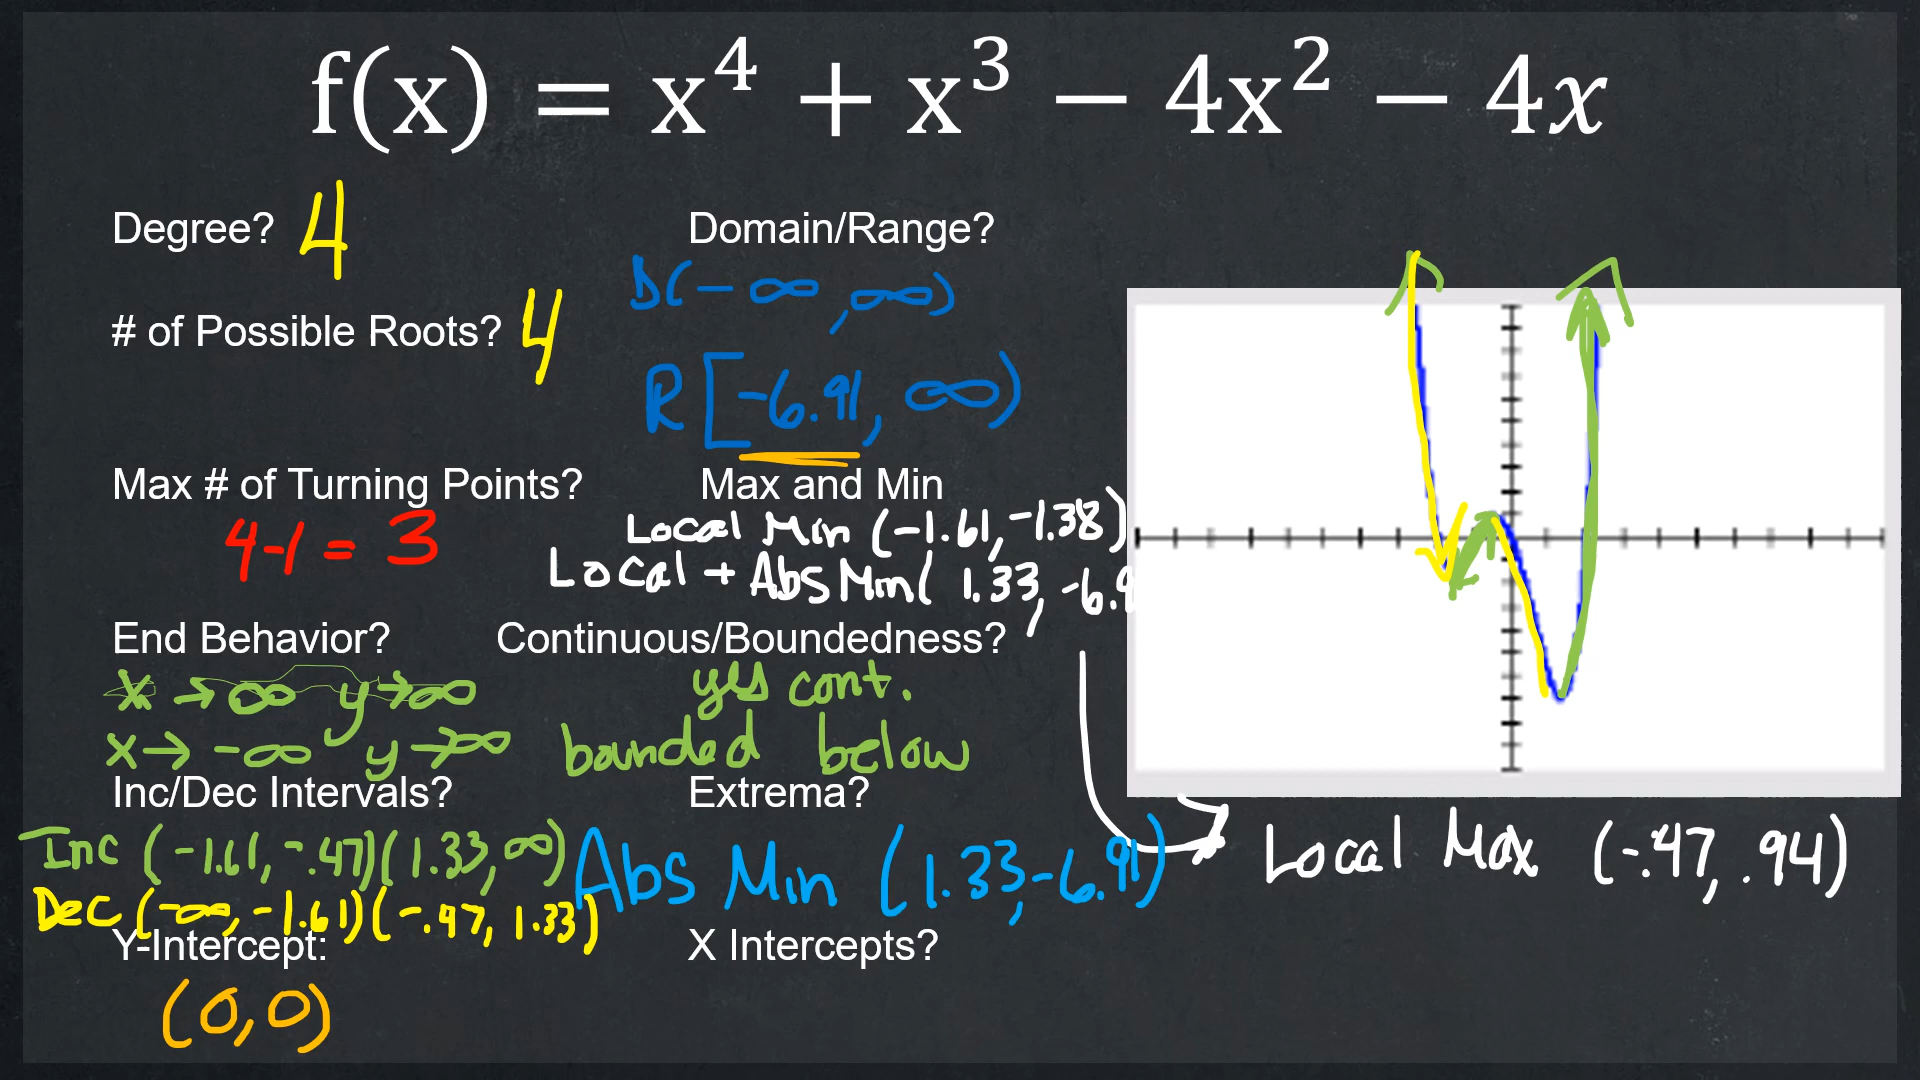 f(x) = x⁴ + x³ − 4x² − 4x
Degree? 4
# of Possible Roots? 4
Max # of Turning Points?
4-1 = 3
End Behavior?
x → ∞ y → ∞
x → -∞ y → ∞
Inc/Dec Intervals?
Inc (-1.61, -.47)(1.33, ∞)
Dec (-∞, -1.61)(-.47, 1.33)
Y-Intercept:
(0,0)
Domain/Range?
D(-∞, ∞)
R [-6.91, ∞)
Max and Min
Local Min (-1.61, -1.38)
Local + Abs Min( 1.33, -6.9
Local Max (-.47, .94)
Continuous/Boundedness?
yes cont.
bounded below
Extrema?
Abs Min (1.33, -6.91)
X Intercepts?